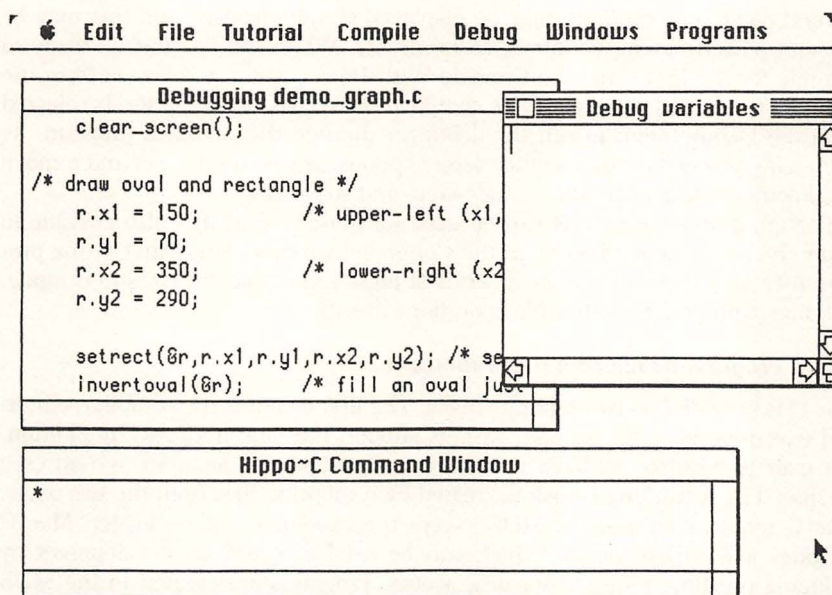 Edit File Tutorial Compile Debug Windows Programs
Debugging demo_graph.c
clear_screen();
/* draw oval and rectangle */
r.x1 = 150; /* upper-left (x1,
r.y1 = 70;
r.x2 = 350; /* lower-right (x2
r.y2 = 290;
setrect(&r,r.x1,r.y1,r.x2,r.y2); /* se
invertoval(&r); /* fill an oval just
Debug variables
Hippo~C Command Window
*